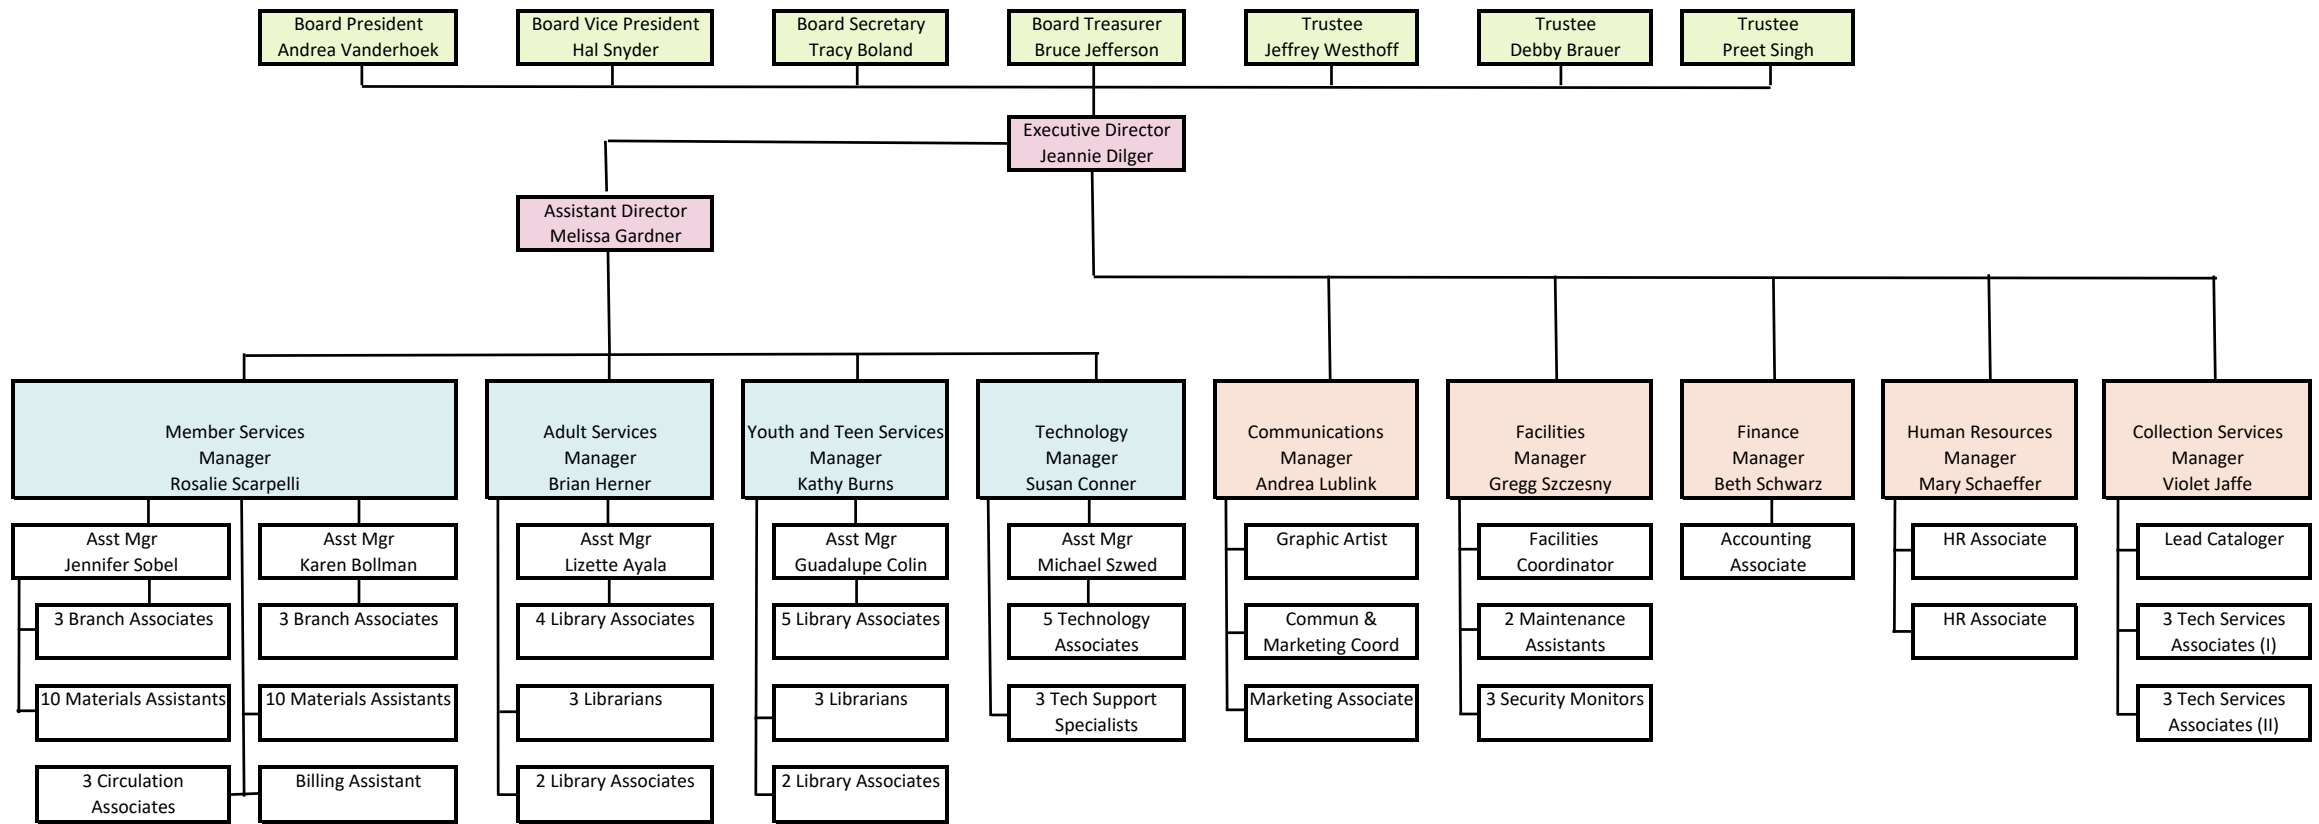 Board President
Andrea Vanderhoek
Board Vice President
Hal Snyder
Board Secretary
Tracy Boland
Board Treasurer
Bruce Jefferson
Trustee
Jeffrey Westhoff
Trustee
Debby Brauer
Trustee
Preet Singh
Executive Director
Jeannie Dilger
Assistant Director
Melissa Gardner
Member Services
Manager
Rosalie Scarpelli
Adult Services
Manager
Brian Herner
Youth and Teen Services
Manager
Kathy Burns
Technology
Manager
Susan Conner
Communications
Manager
Andrea Lublink
Facilities
Manager
Gregg Szczesny
Finance
Manager
Beth Schwarz
Human Resources
Manager
Mary Schaeffer
Collection Services
Manager
Violet Jaffe
Asst Mgr
Jennifer Sobel
Asst Mgr
Karen Bollman
Asst Mgr
Lizette Ayala
Asst Mgr
Guadalupe Colin
Asst Mgr
Michael Szwed
Graphic Artist
Facilities
Coordinator
Accounting
Associate
HR Associate
Lead Cataloger
3 Branch Associates
3 Branch Associates
4 Library Associates
5 Library Associates
5 Technology
Associates
Commun &
Marketing Coord
2 Maintenance
Assistants
HR Associate
3 Tech Services
Associates (I)
10 Materials Assistants
10 Materials Assistants
3 Librarians
3 Librarians
3 Tech Support
Specialists
Marketing Associate
3 Security Monitors
3 Tech Services
Associates (II)
3 Circulation
Associates
Billing Assistant
2 Library Associates
2 Library Associates